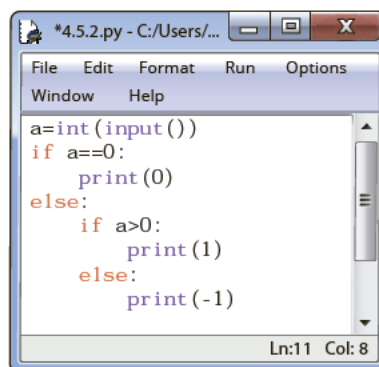 *4.5.2.py - C:/Users/...
File Edit Format Run Options
Window Help
a=int(input())
if a==0:
    print(0)
else:
    if a>0:
        print(1)
    else:
        print(-1)
Ln:11 Col: 8